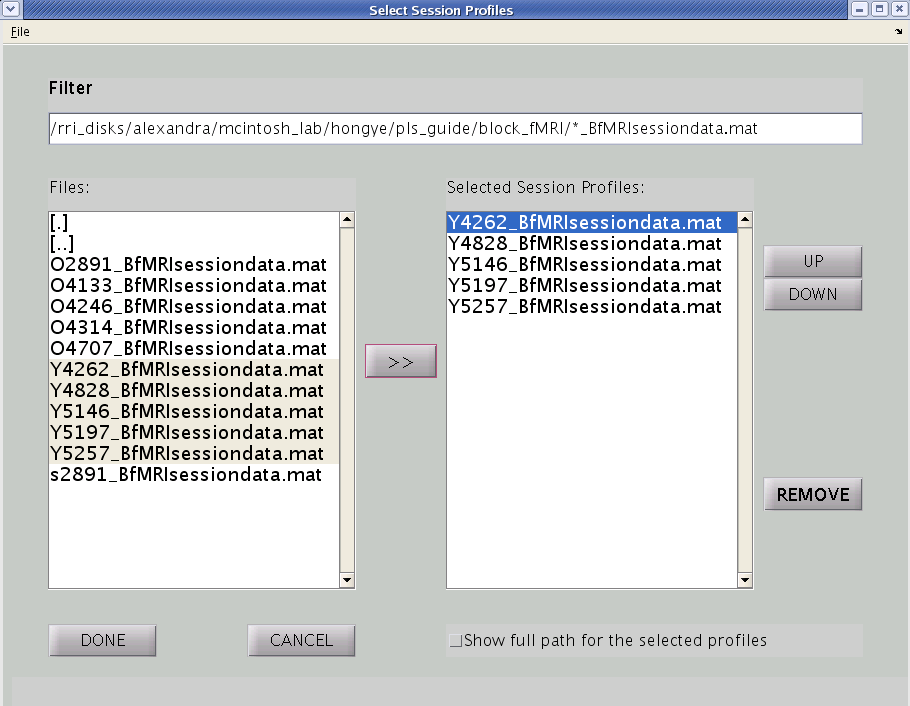 Select Session Profiles
File
Filter
/rri_disks/alexandra/mcintosh_lab/hongye/pls_guide/block_fMRI/*_BfMRIsessiondata.mat
Files:
[.]
[..]
O2891_BfMRIsessiondata.mat
O4133_BfMRIsessiondata.mat
O4246_BfMRIsessiondata.mat
O4314_BfMRIsessiondata.mat
O4707_BfMRIsessiondata.mat
Y4262_BfMRIsessiondata.mat
Y4828_BfMRIsessiondata.mat
Y5146_BfMRIsessiondata.mat
Y5197_BfMRIsessiondata.mat
Y5257_BfMRIsessiondata.mat
s2891_BfMRIsessiondata.mat
>>
Selected Session Profiles:
Y4262_BfMRIsessiondata.mat
Y4828_BfMRIsessiondata.mat
Y5146_BfMRIsessiondata.mat
Y5197_BfMRIsessiondata.mat
Y5257_BfMRIsessiondata.mat
UP
DOWN
REMOVE
DONE
CANCEL
Show full path for the selected profiles